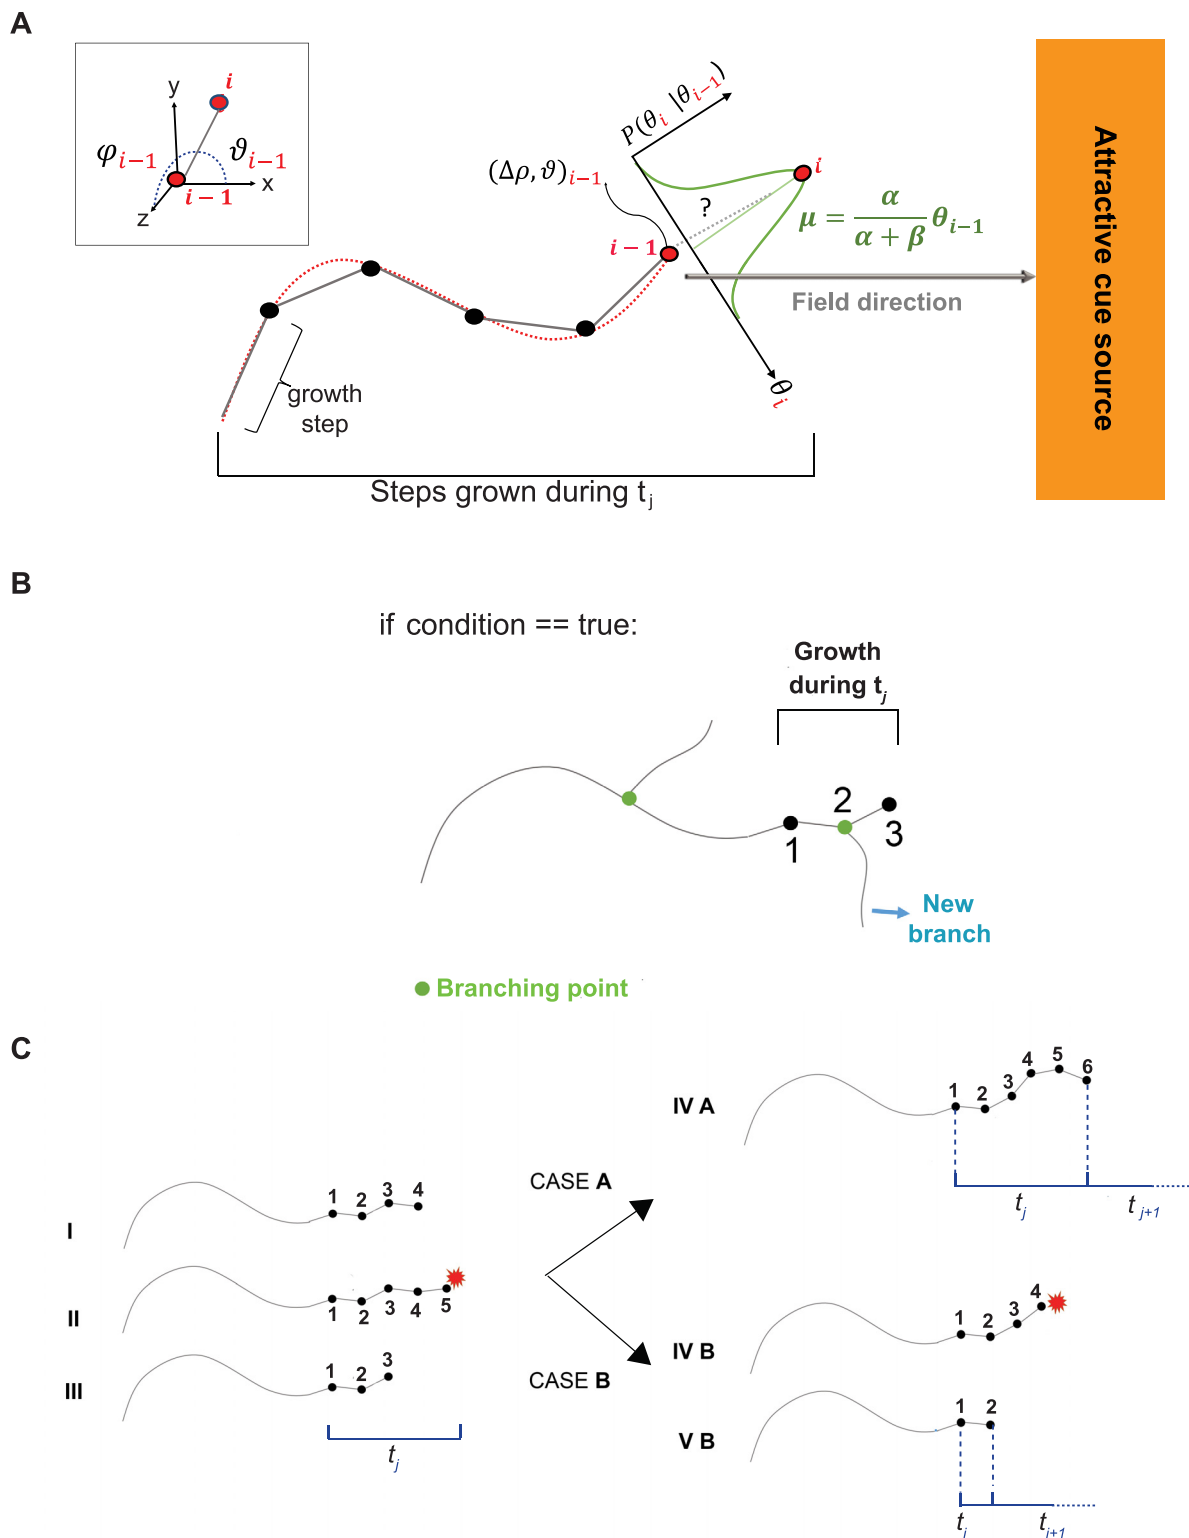 A
y
i
φi−1
ϑi−1
i − 1
x
z
P(θi |θi−1)
(Δρ, ϑ)i−1
i
?
i − 1
μ = α / α + β θi−1
Field direction
Attractive cue source
growth
step
θi
Steps grown during tj
B
if condition == true:
Growth
during tj
2
1
3
New
branch
Branching point
C
I
1 2 3 4
II
1 2 3 4 5
III
1 2 3
tj
CASE A
CASE B
IV A
1 2 3 4 5 6
tj
tj+1
IV B
1 2 3 4
V B
1 2
tj
tj+1